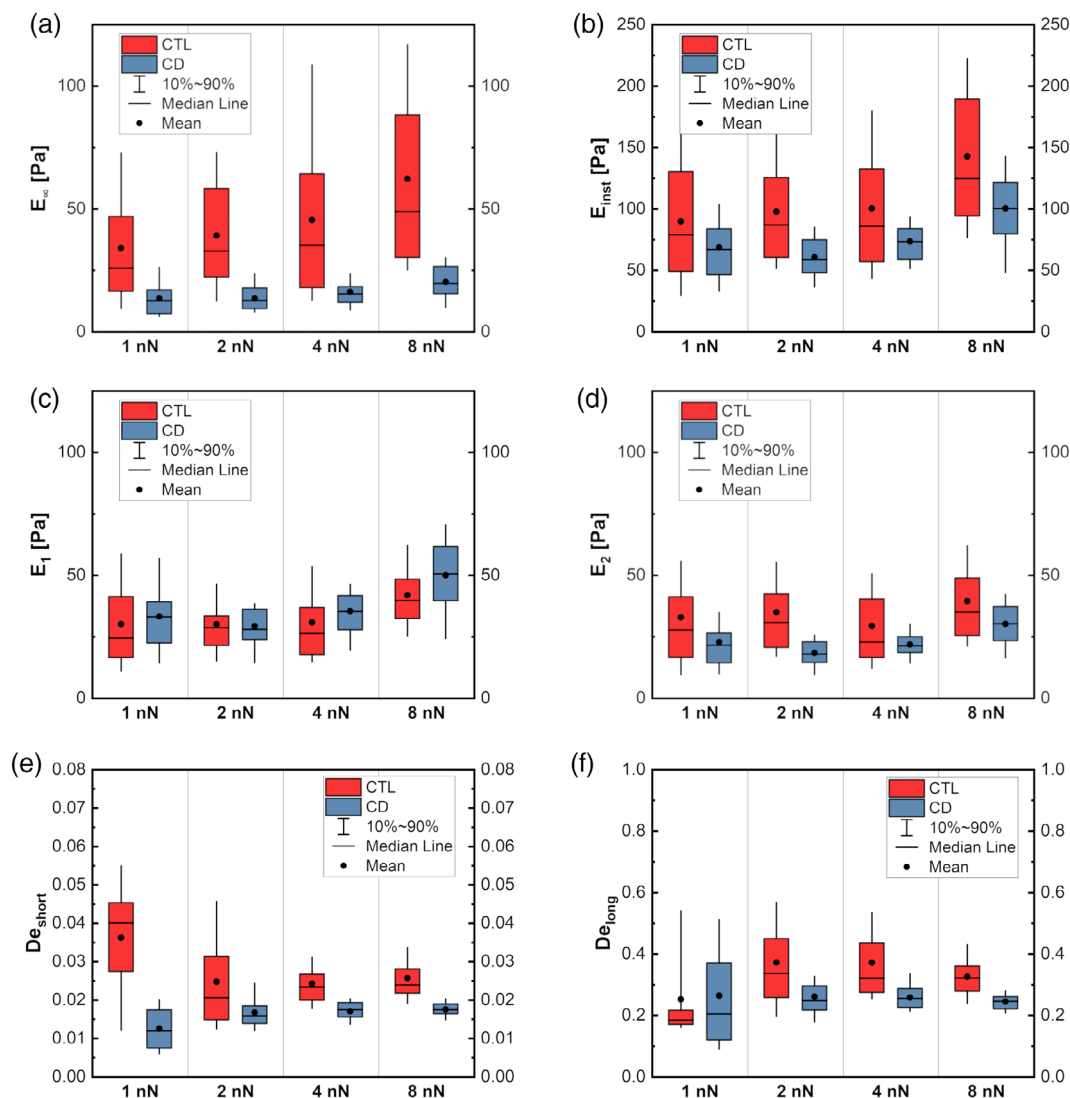 (a)
CTL
CD
10%~90%
Median Line
Mean
E∞ [Pa]
100
50
0
100
50
0
1 nN 2 nN 4 nN 8 nN
(b)
CTL
CD
10%~90%
Median Line
Mean
Einst [Pa]
250
200
150
100
50
0
250
200
150
100
50
0
1 nN 2 nN 4 nN 8 nN
(c)
CTL
CD
10%~90%
Median Line
Mean
E1 [Pa]
100
50
0
100
50
0
1 nN 2 nN 4 nN 8 nN
(d)
CTL
CD
10%~90%
Median Line
Mean
E2 [Pa]
100
50
0
100
50
0
1 nN 2 nN 4 nN 8 nN
(e)
CTL
CD
10%~90%
Median Line
Mean
Deshort
0.08
0.07
0.06
0.05
0.04
0.03
0.02
0.01
0.00
0.08
0.07
0.06
0.05
0.04
0.03
0.02
0.01
0.00
1 nN 2 nN 4 nN 8 nN
(f)
CTL
CD
10%~90%
Median Line
Mean
Delong
1.0
0.8
0.6
0.4
0.2
0.0
1.0
0.8
0.6
0.4
0.2
0.0
1 nN 2 nN 4 nN 8 nN